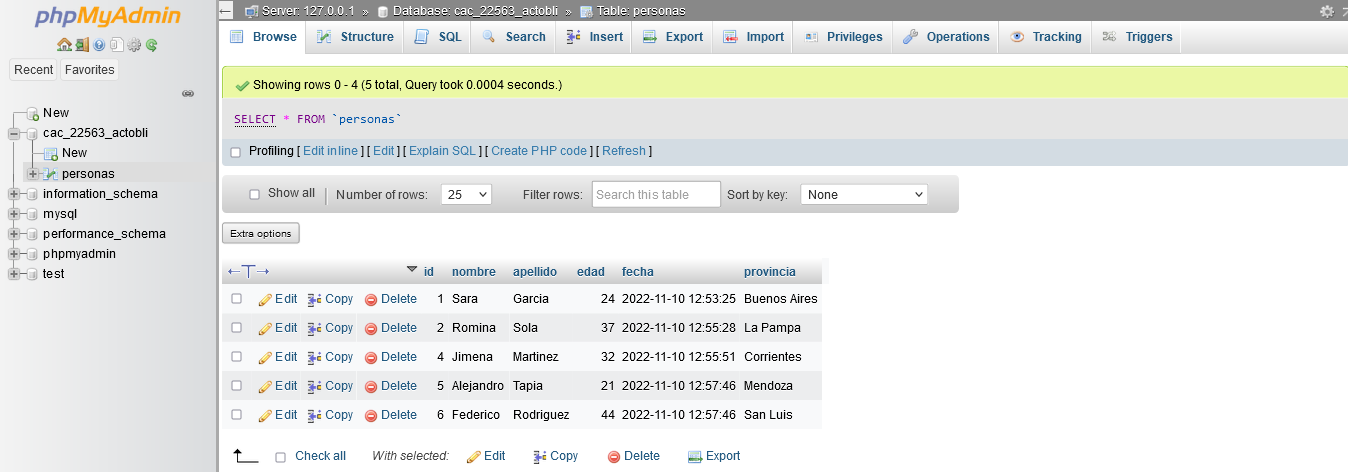 phpMyAdmin
Recent Favorites
New
cac_22563_actobli
New
personas
information_schema
mysql
performance_schema
phpmyadmin
test
Server: 127.0.0.1 » Database: cac_22563_actobli » Table: personas
Browse Structure SQL Search Insert Export Import Privileges Operations Tracking Triggers
Showing rows 0 - 4 (5 total, Query took 0.0004 seconds.)
SELECT * FROM `personas`
Profiling [ Edit inline ] [ Edit ] [ Explain SQL ] [ Create PHP code ] [ Refresh ]
Show all Number of rows: 25 Filter rows: Search this table Sort by key: None
Extra options
←T→ id nombre apellido edad fecha provincia
Edit Copy Delete 1 Sara Garcia 24 2022-11-10 12:53:25 Buenos Aires
Edit Copy Delete 2 Romina Sola 37 2022-11-10 12:55:28 La Pampa
Edit Copy Delete 4 Jimena Martinez 32 2022-11-10 12:55:51 Corrientes
Edit Copy Delete 5 Alejandro Tapia 21 2022-11-10 12:57:46 Mendoza
Edit Copy Delete 6 Federico Rodriguez 44 2022-11-10 12:57:46 San Luis
Check all With selected: Edit Copy Delete Export